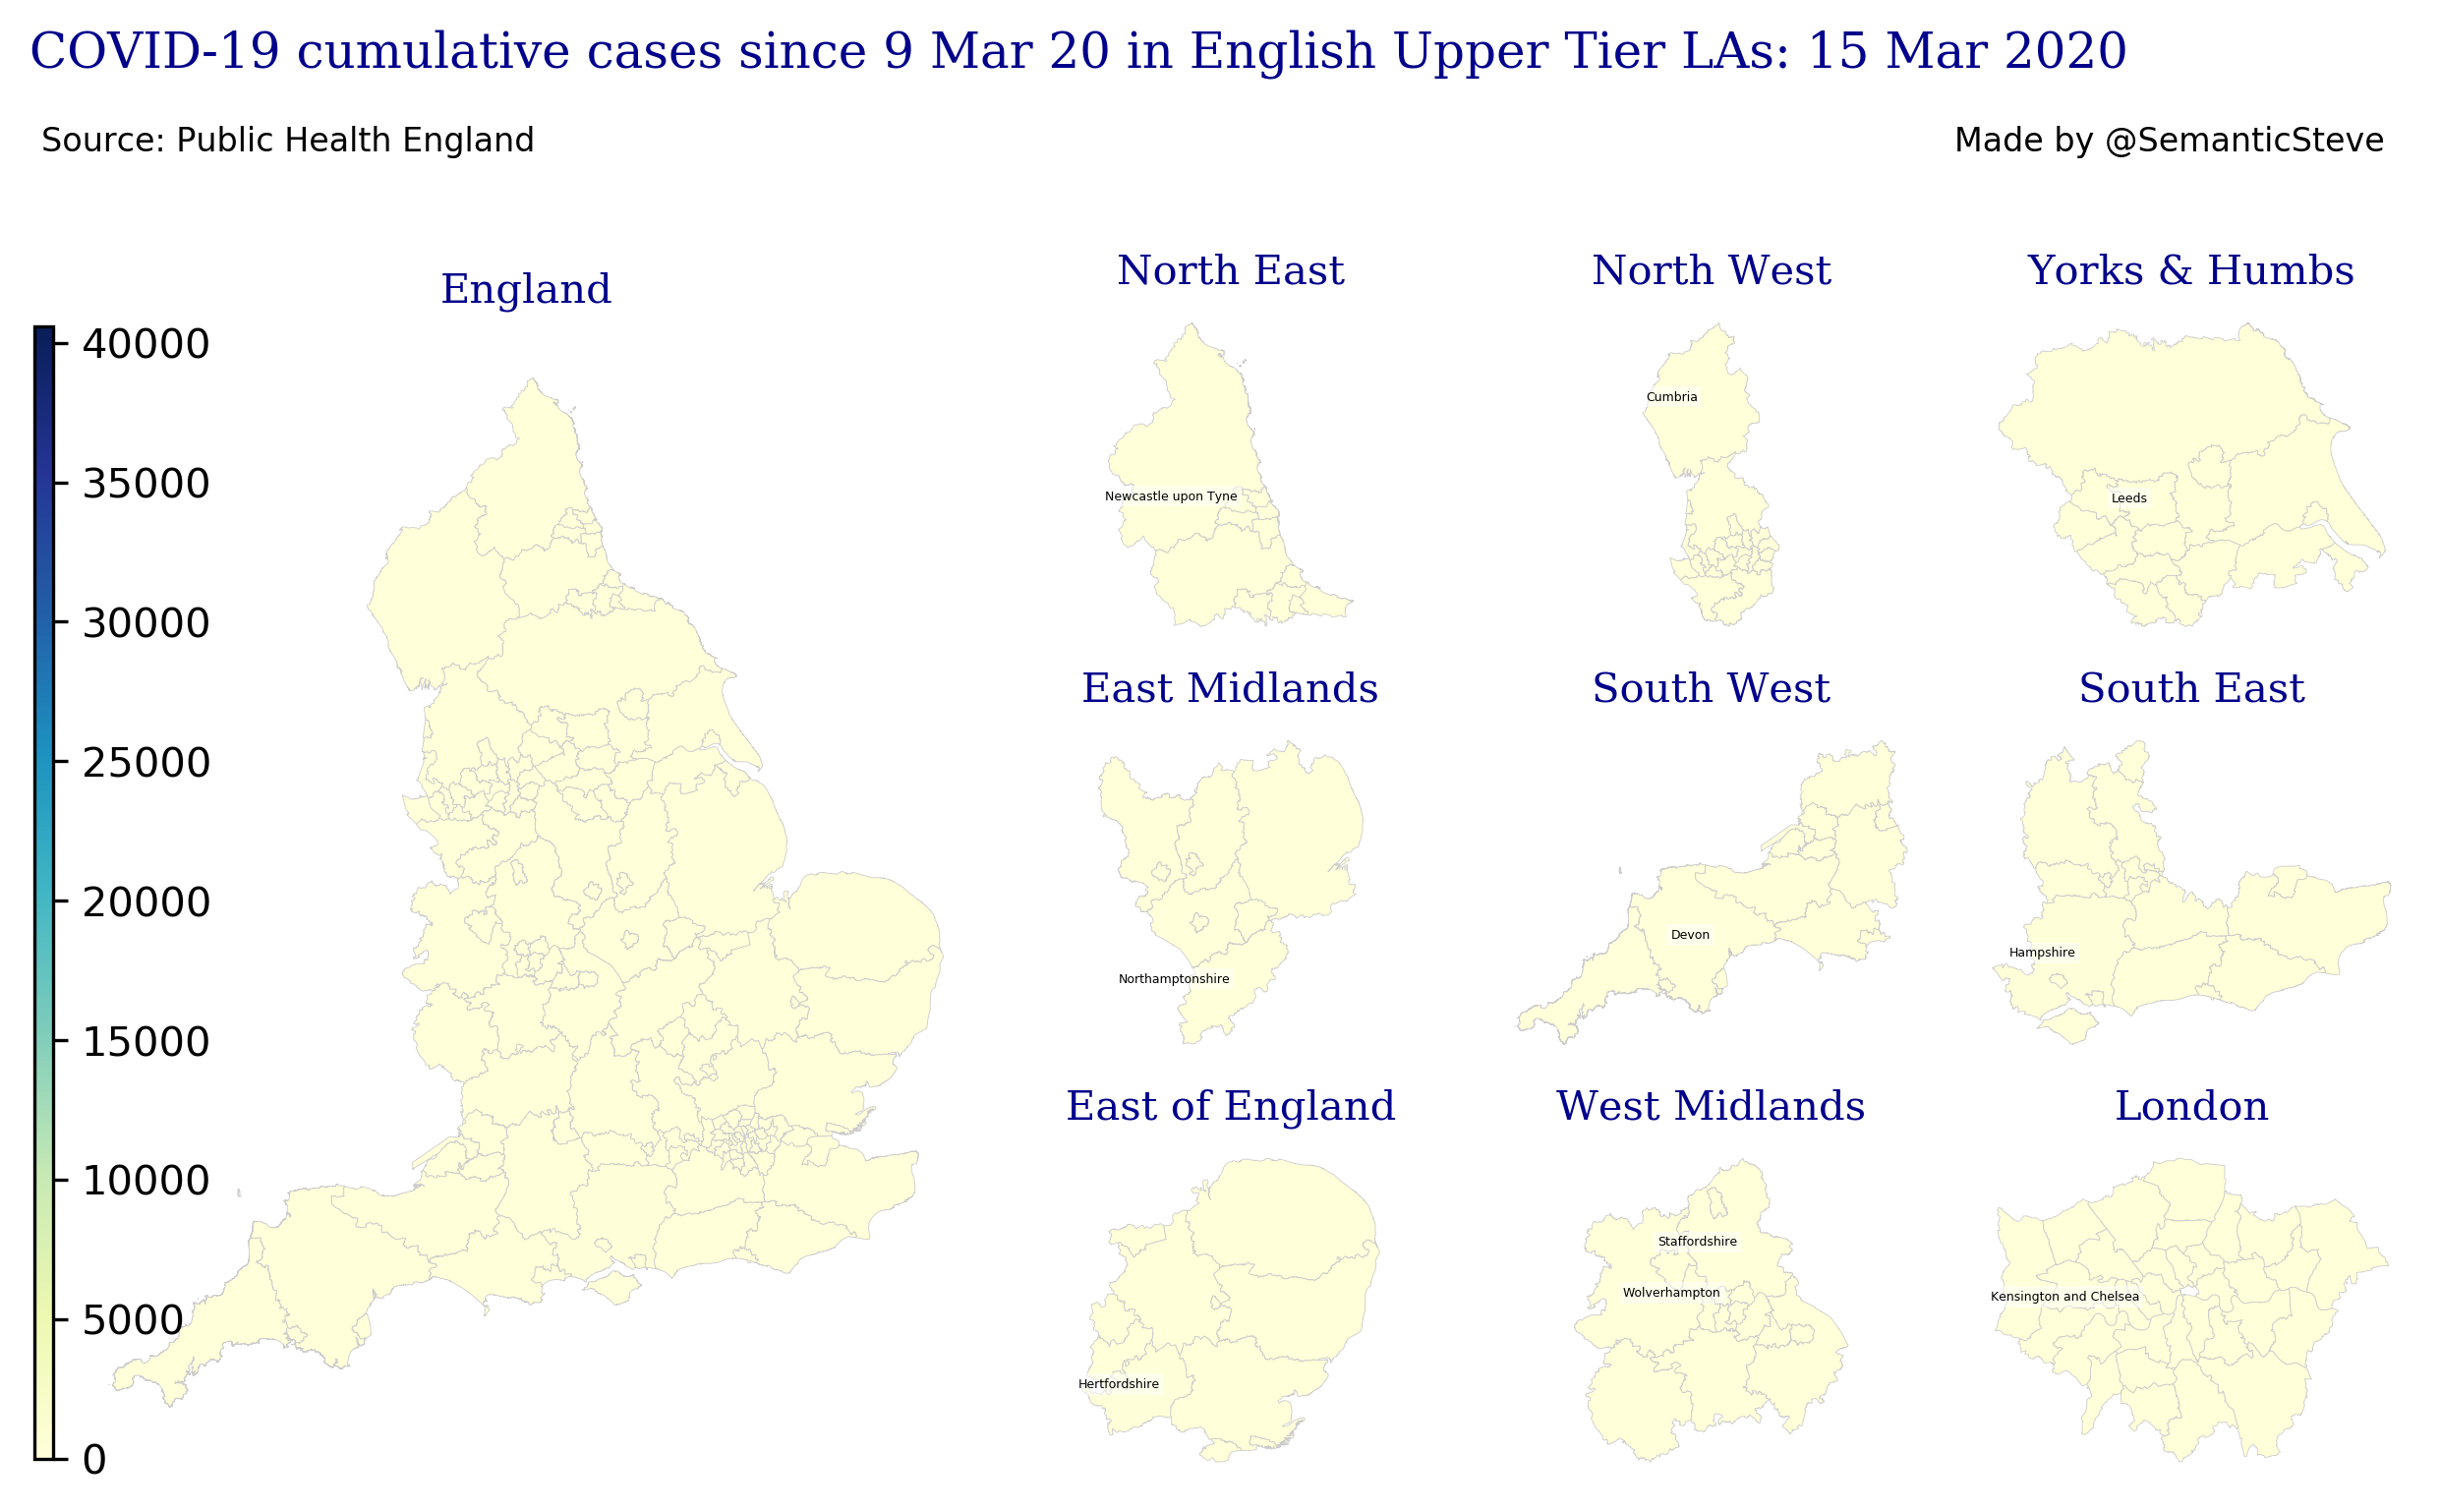 COVID-19 cumulative cases since 9 Mar 20 in English Upper Tier LAs: 15 Mar 2020
Source: Public Health England
Made by @SemanticSteve
England
40000
35000
30000
25000
20000
15000
10000
5000
0
North East
Newcastle upon Tyne
North West
Cumbria
Yorks & Humbs
Leeds
East Midlands
Northamptonshire
South West
Devon
South East
Hampshire
East of England
Hertfordshire
West Midlands
Staffordshire
Wolverhampton
London
Kensington and Chelsea